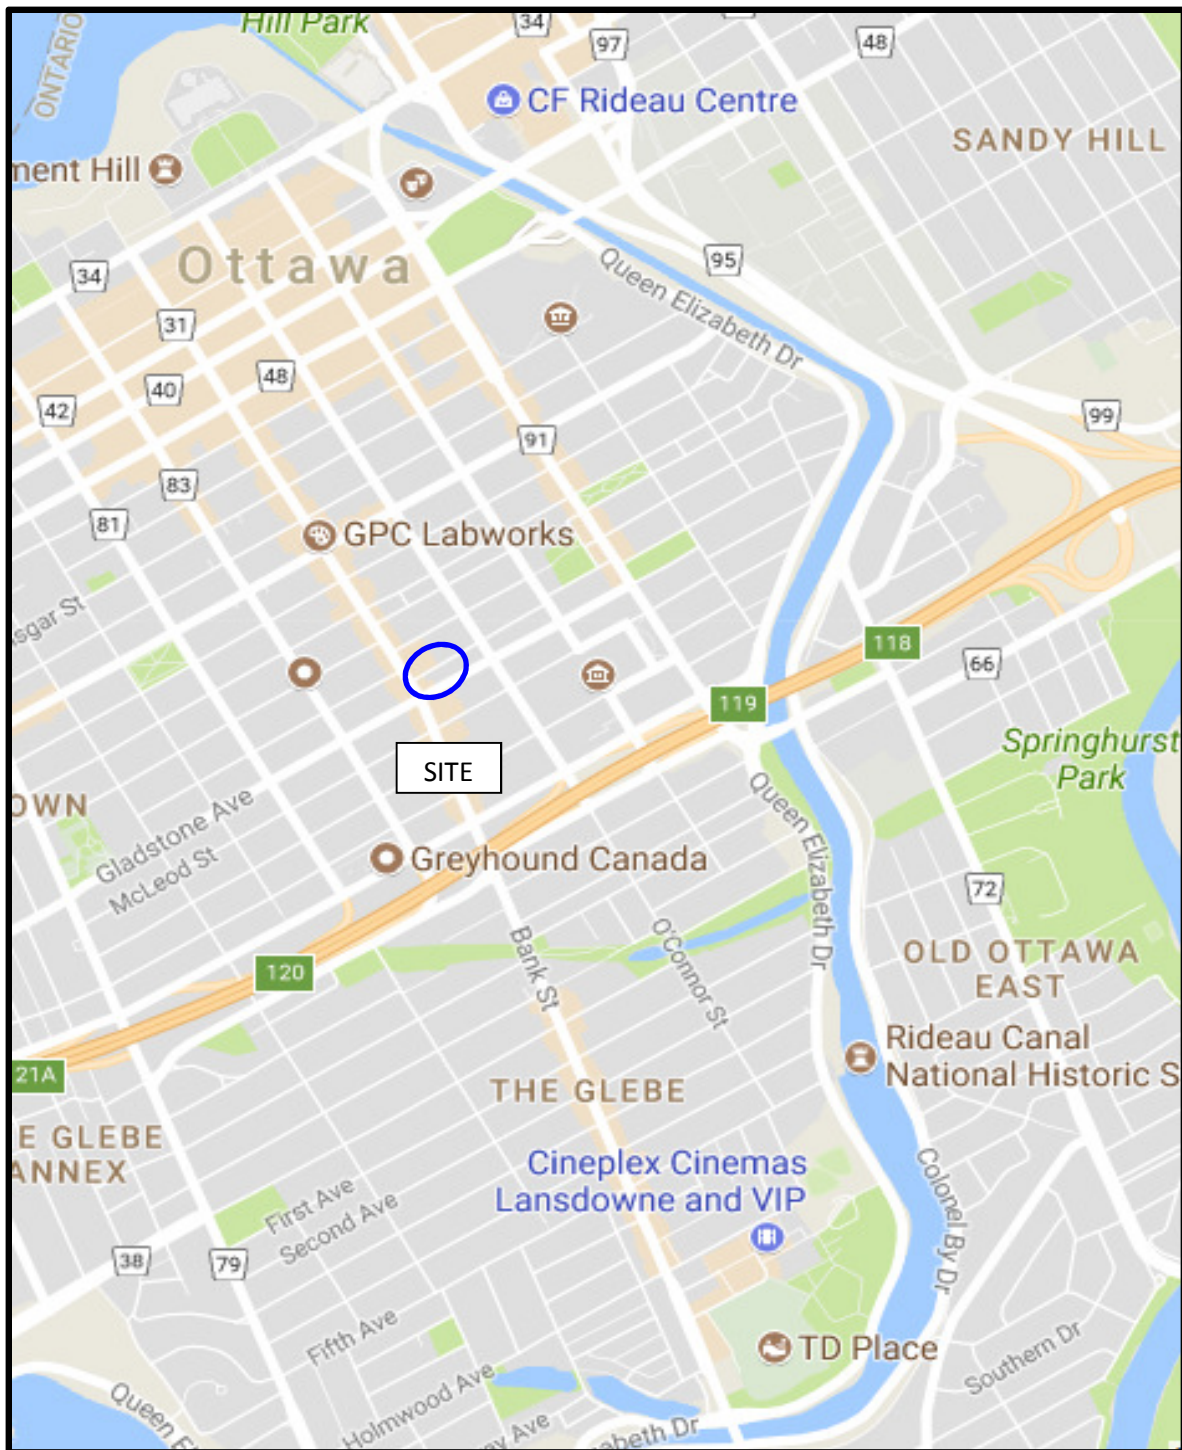 Hill Park
34
97
48
ONTARIO
CF Rideau Centre
SANDY HILL
ment Hill
Ottawa
34
95
Queen Elizabeth Dr
31
48
40
42
99
91
83
81
GPC Labworks
sgar St
118
66
119
Springhurst
Park
SITE
OWN
Gladstone Ave
McLeod St
Queen Elizabeth Dr
Greyhound Canada
72
O'Connor St
Bank St
OLD OTTAWA
EAST
120
Rideau Canal
National Historic S
21A
THE GLEBE
E GLEBE
ANNEX
Cineplex Cinemas
Lansdowne and VIP
Colonel By Dr
First Ave
Second Ave
38
79
Fifth Ave
TD Place
Southern Dr
Holmwood Ave
Queen E
ay Ave
zabeth Dr